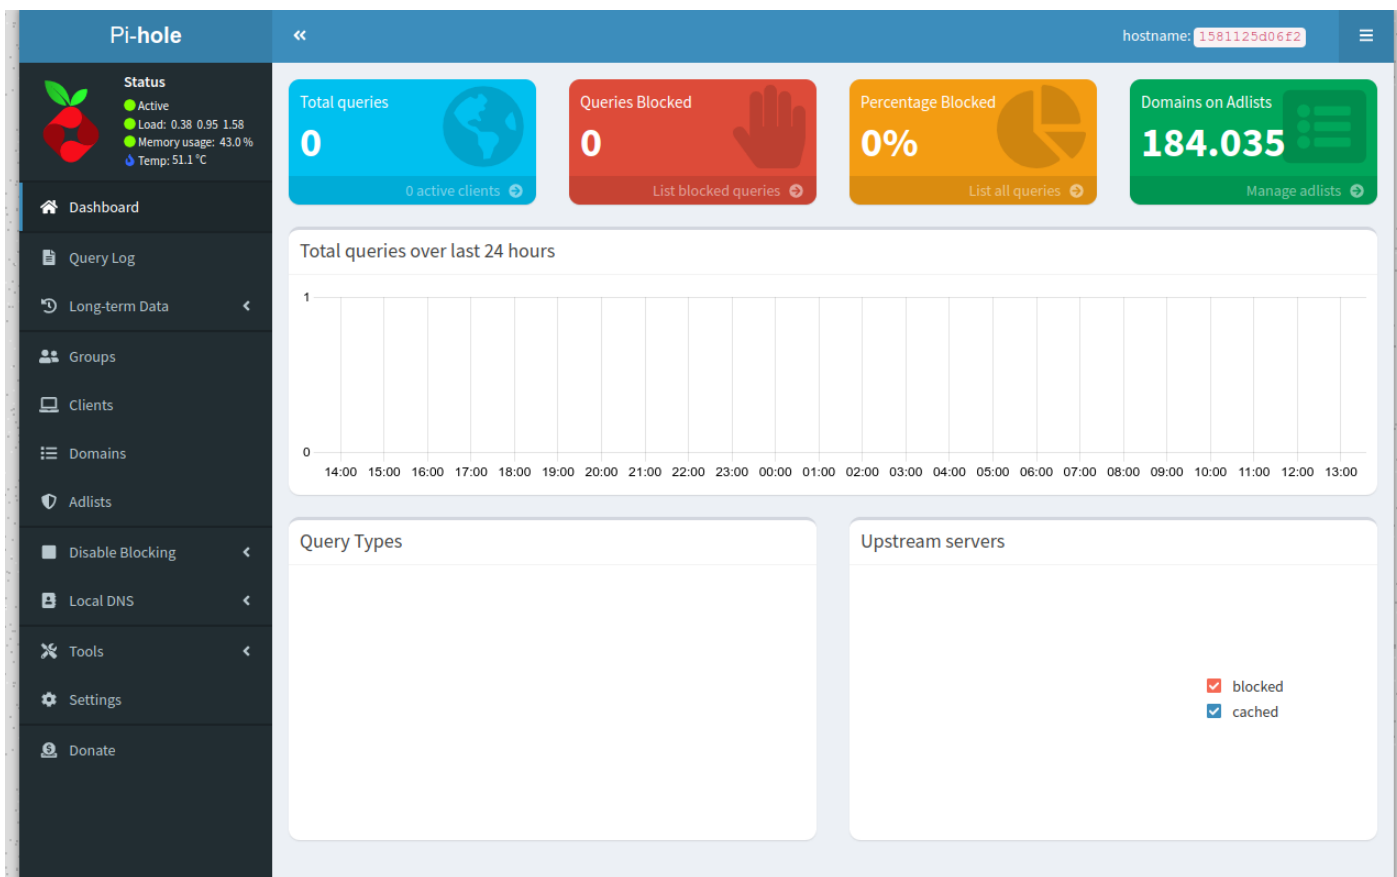 Pi-hole
hostname: 1581125d06f2
Status
Active
Load: 0.38 0.95 1.58
Memory usage: 43.0 %
Temp: 51.1 °C
Dashboard
Query Log
Long-term Data
Groups
Clients
Domains
Adlists
Disable Blocking
Local DNS
Tools
Settings
Donate
Total queries
0
0 active clients
Queries Blocked
0
List blocked queries
Percentage Blocked
0%
List all queries
Domains on Adlists
184.035
Manage adlists
Total queries over last 24 hours
1
0
14:00 15:00 16:00 17:00 18:00 19:00 20:00 21:00 22:00 23:00 00:00 01:00 02:00 03:00 04:00 05:00 06:00 07:00 08:00 09:00 10:00 11:00 12:00 13:00
Query Types
Upstream servers
blocked
cached